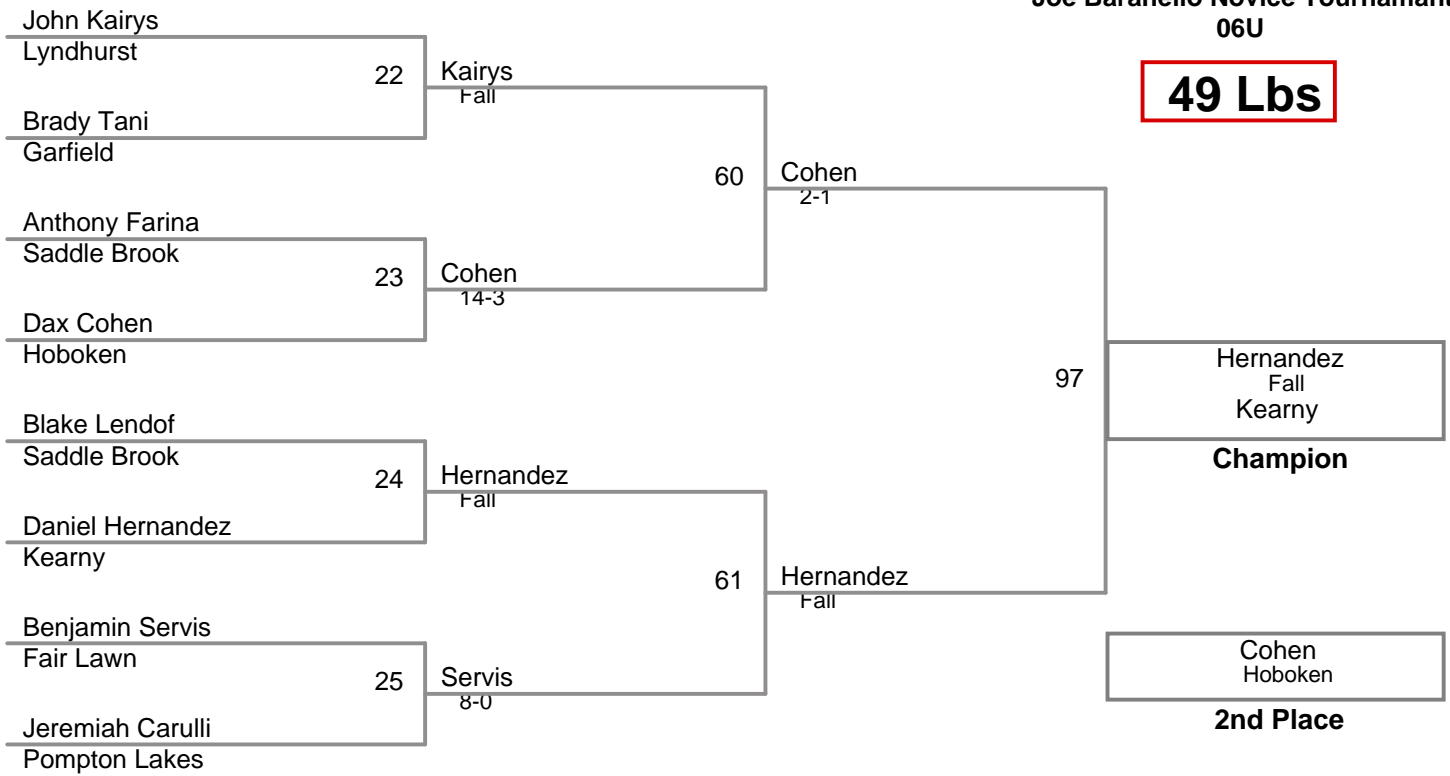 Joe Baranello Novice Tournamant
06U
49 Lbs
John Kairys
Lyndhurst
22
Kairys
Fall
Brady Tani
Garfield
60
Cohen
2-1
Anthony Farina
Saddle Brook
23
Cohen
14-3
Dax Cohen
Hoboken
97
Hernandez
Fall
Kearny
Champion
Blake Lendof
Saddle Brook
24
Hernandez
Fall
Daniel Hernandez
Kearny
61
Hernandez
Fall
Benjamin Servis
Fair Lawn
25
Servis
8-0
Jeremiah Carulli
Pompton Lakes
Cohen
Hoboken
2nd Place